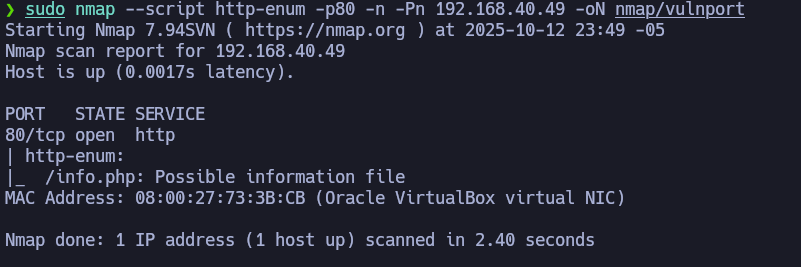 ❯ sudo nmap --script http-enum -p80 -n -Pn 192.168.40.49 -oN nmap/vulnport
Starting Nmap 7.94SVN ( https://nmap.org ) at 2025-10-12 23:49 -05
Nmap scan report for 192.168.40.49
Host is up (0.0017s latency).
PORT   STATE SERVICE
80/tcp open  http
| http-enum:
|_  /info.php: Possible information file
MAC Address: 08:00:27:73:3B:CB (Oracle VirtualBox virtual NIC)
Nmap done: 1 IP address (1 host up) scanned in 2.40 seconds